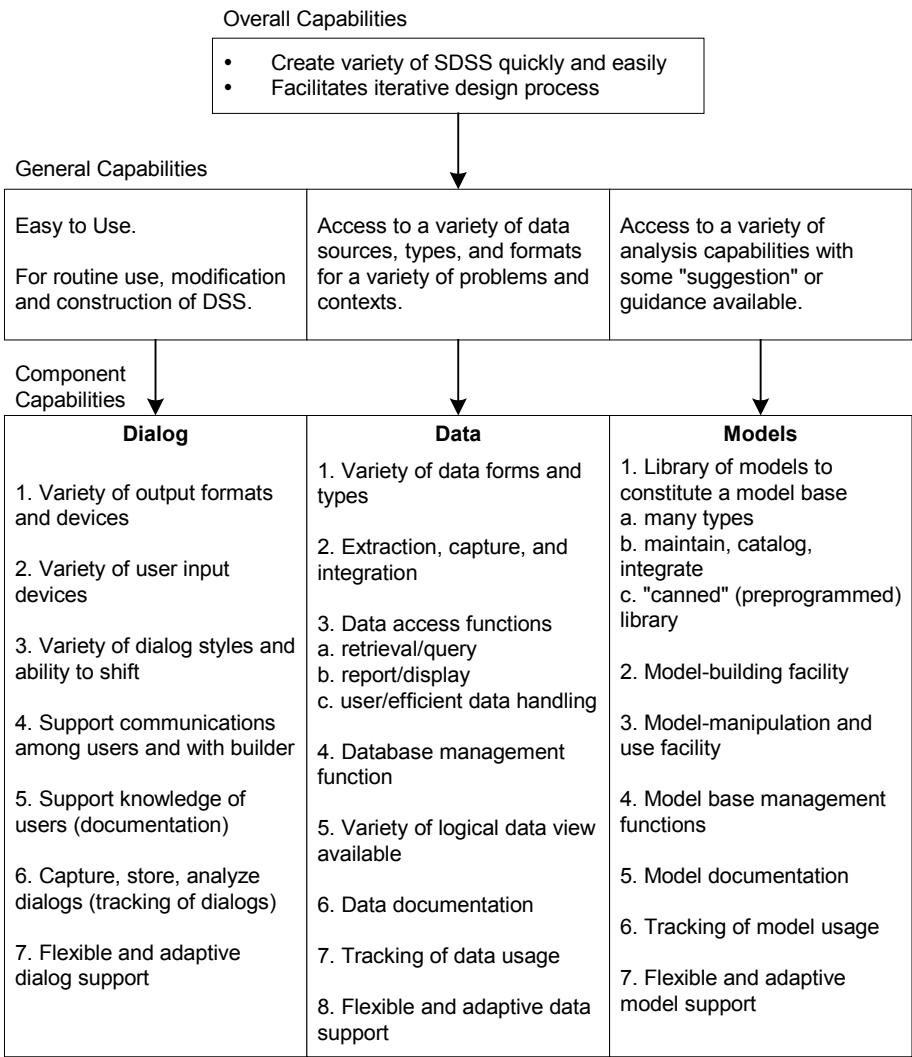 Overall Capabilities
• Create variety of SDSS quickly and easily
• Facilitates iterative design process
General Capabilities
Easy to Use.
For routine use, modification
and construction of DSS.
Access to a variety of data
sources, types, and formats
for a variety of problems and
contexts.
Access to a variety of
analysis capabilities with
some "suggestion" or
guidance available.
Component
Capabilities
Dialog
1. Variety of output formats
and devices
2. Variety of user input
devices
3. Variety of dialog styles and
ability to shift
4. Support communications
among users and with builder
5. Support knowledge of
users (documentation)
6. Capture, store, analyze
dialogs (tracking of dialogs)
7. Flexible and adaptive
dialog support
Data
1. Variety of data forms and
types
2. Extraction, capture, and
integration
3. Data access functions
a. retrieval/query
b. report/display
c. user/efficient data handling
4. Database management
function
5. Variety of logical data view
available
6. Data documentation
7. Tracking of data usage
8. Flexible and adaptive data
support
Models
1. Library of models to
constitute a model base
a. many types
b. maintain, catalog,
integrate
c. "canned" (preprogrammed)
library
2. Model-building facility
3. Model-manipulation and
use facility
4. Model base management
functions
5. Model documentation
6. Tracking of model usage
7. Flexible and adaptive
model support